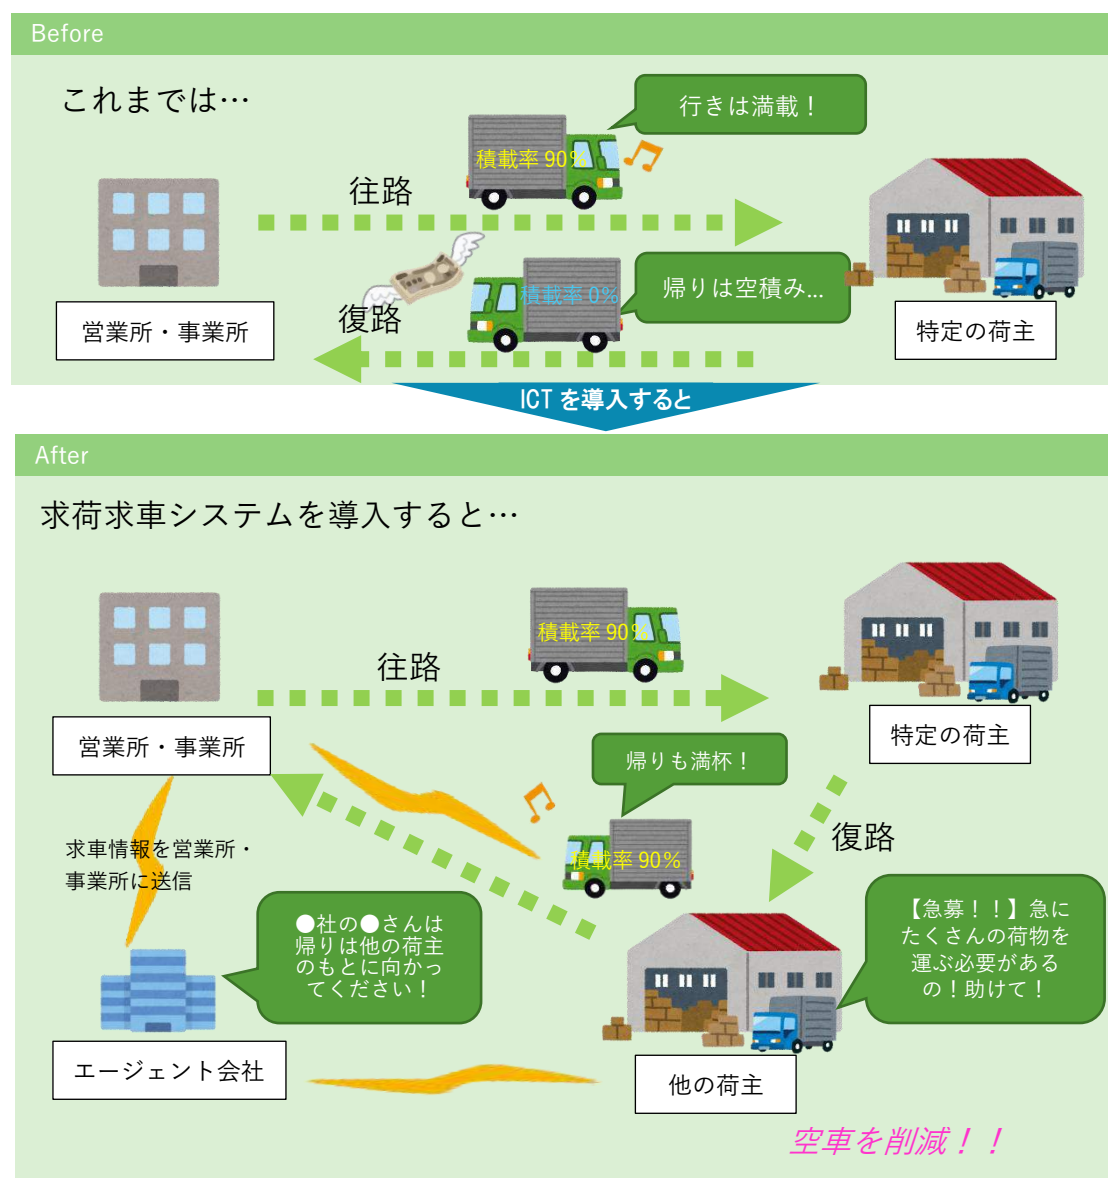 Before
これまでは…
行きは満載！
積載率 90%
往路
帰りは空積み...
積載率 0%
復路
営業所・事業所
特定の荷主
ICT を導入すると
After
求荷求車システムを導入すると…
積載率 90%
往路
営業所・事業所
特定の荷主
帰りも満杯！
積載率 90%
復路
求車情報を営業所・
事業所に送信
●社の●さんは
帰りは他の荷主
のもとに向かっ
てください！
【急募！！】急に
たくさんの荷物を
運ぶ必要がある
の！助けて！
エージェント会社
他の荷主
空車を削減！！